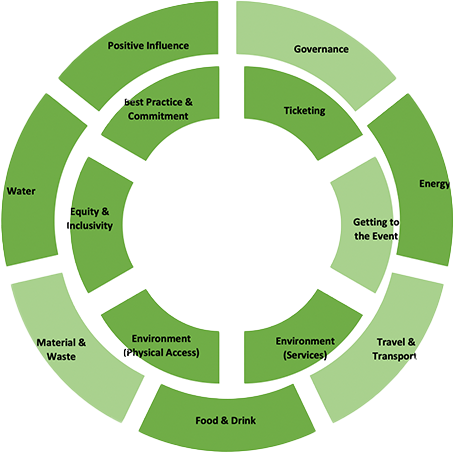 Positive Influence
Governance
Best Practice &
Commitment
Ticketing
Water
Energy
Equity &
Inclusivity
Getting to
the Event
Material &
Waste
Environment
(Physical Access)
Environment
(Services)
Travel &
Transport
Food & Drink